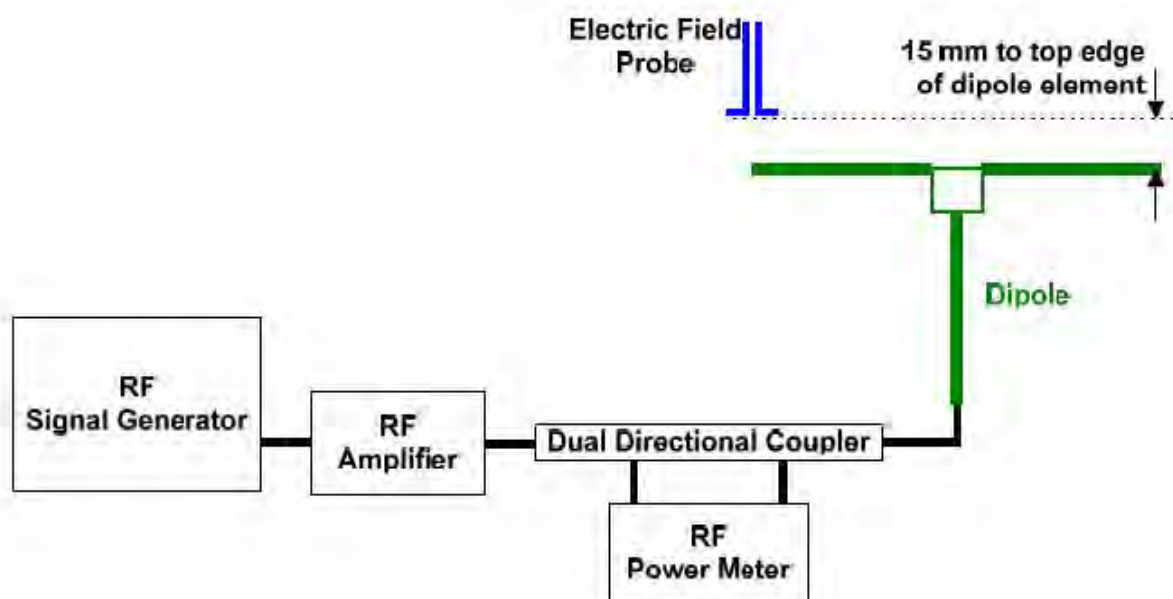 Electric Field
Probe
15 mm to top edge
of dipole element
Dipole
RF
Signal Generator
RF
Amplifier
Dual Directional Coupler
RF
Power Meter